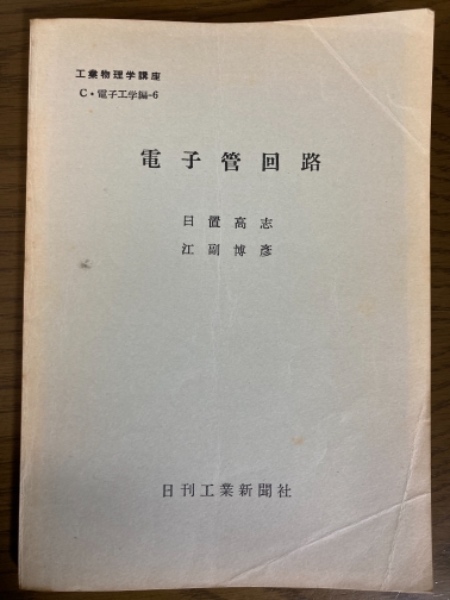 工業物理学講座
C・電子工学編-6
電子管回路
日置高志
江副博彦
日刊工業新聞社